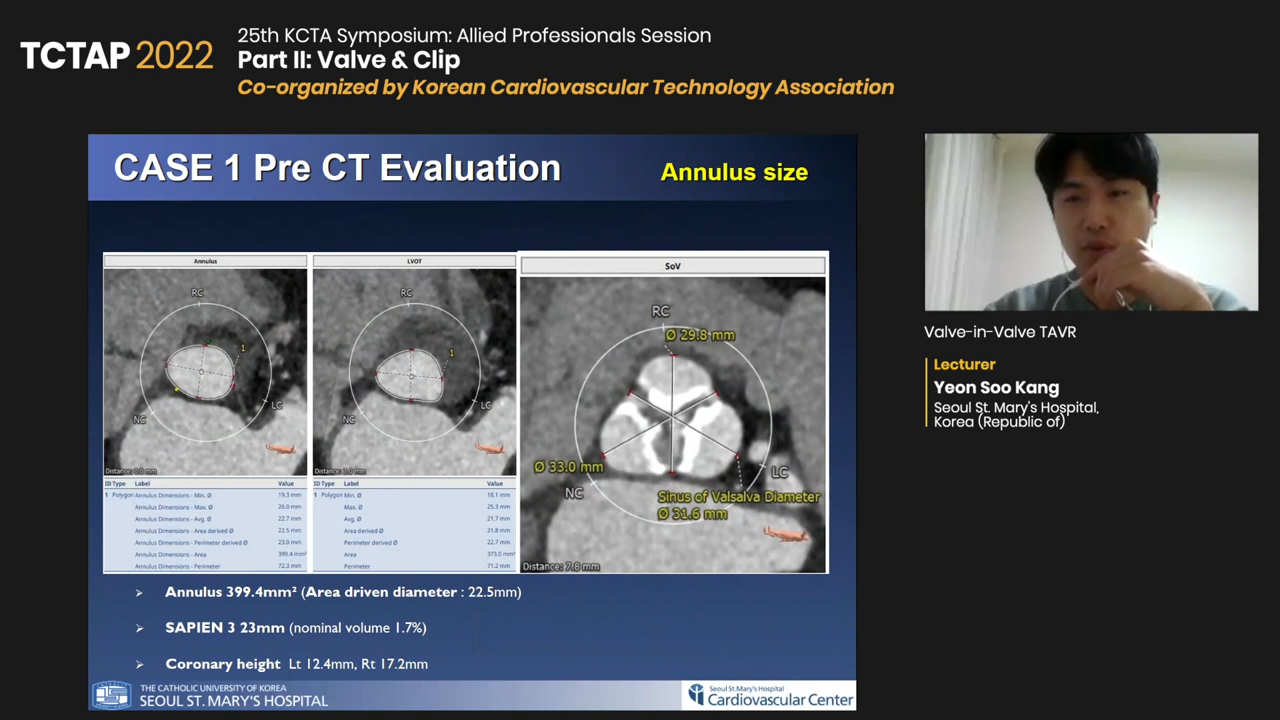 TCTAP 2022
25th KCTA Symposium: Allied Professionals Session
Part II: Valve & Clip
Co-organized by Korean Cardiovascular Technology Association
CASE 1 Pre CT Evaluation
Annulus size
Annulus
RC
1
NC
LC
Distance: 0.0 mm
ID Type Label Value
1 Polygon Annulus Dimensions - Min. Ø 19.3 mm
Annulus Dimensions - Max. Ø 26.0 mm
Annulus Dimensions - Avg. Ø 22.7 mm
Annulus Dimensions - Area derived Ø 22.5 mm
Annulus Dimensions - Perimeter derived Ø 23.0 mm
Annulus Dimensions - Area 399.4 mm²
Annulus Dimensions - Perimeter 72.3 mm
LVOT
RC
1
NC
LC
ID Type Label Value
1 Polygon Min. Ø 18.1 mm
Max. Ø 25.3 mm
Avg. Ø 21.7 mm
Area derived Ø 21.8 mm
Perimeter derived Ø 22.7 mm
Area 373.0 mm²
Perimeter 71.2 mm
SoV
RC
Ø 29.8 mm
Ø 33.0 mm
NC
LC
Sinus of Valsalva Diameter
Ø 31.6 mm
Distance: 7.8 mm
Annulus 399.4mm² (Area driven diameter : 22.5mm)
SAPIEN 3 23mm (nominal volume 1.7%)
Coronary height Lt 12.4mm, Rt 17.2mm
THE CATHOLIC UNIVERSITY OF KOREA
SEOUL ST. MARY'S HOSPITAL
Seoul St. Mary's Hospital
Cardiovascular Center
Valve-in-Valve TAVR
Lecturer
Yeon Soo Kang
Seoul St. Mary's Hospital,
Korea (Republic of)